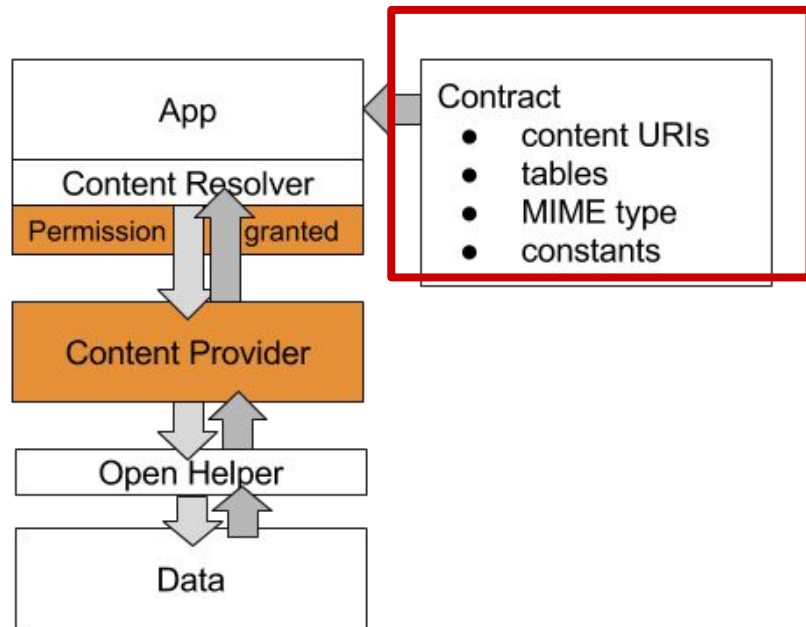 App
Content Resolver
Permission granted
Content Provider
Open Helper
Data
Contract
● content URIs
● tables
● MIME type
● constants